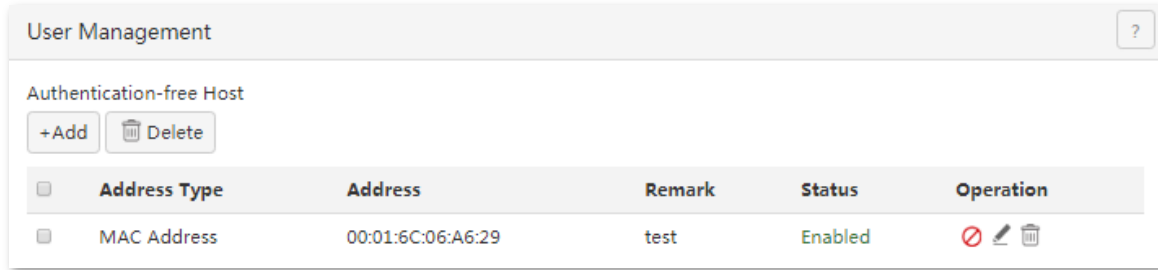 User Management ?
Authentication-free Host
+Add Delete
Address Type Address Remark Status Operation
MAC Address 00:01:6C:06:A6:29 test Enabled